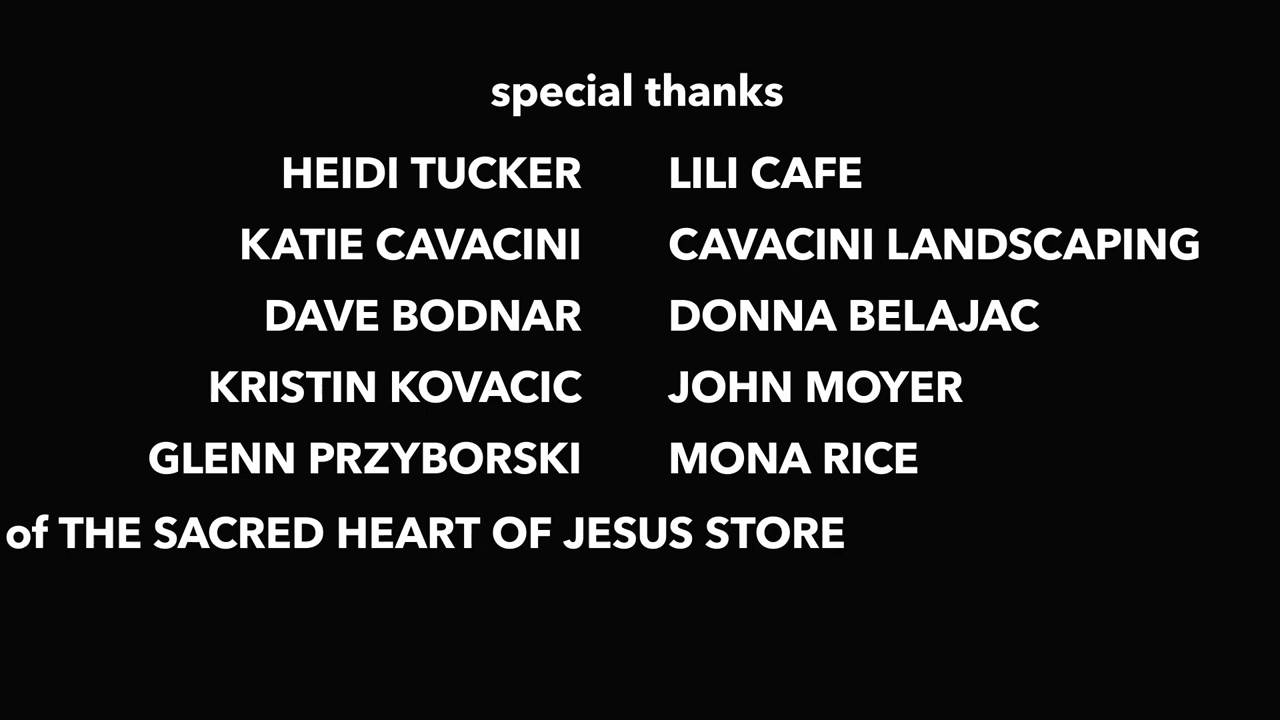 special thanks
HEIDI TUCKER LILI CAFE
KATIE CAVACINI CAVACINI LANDSCAPING
DAVE BODNAR DONNA BELAJAC
KRISTIN KOVACIC JOHN MOYER
GLENN PRZYBORSKI MONA RICE
of THE SACRED HEART OF JESUS STORE